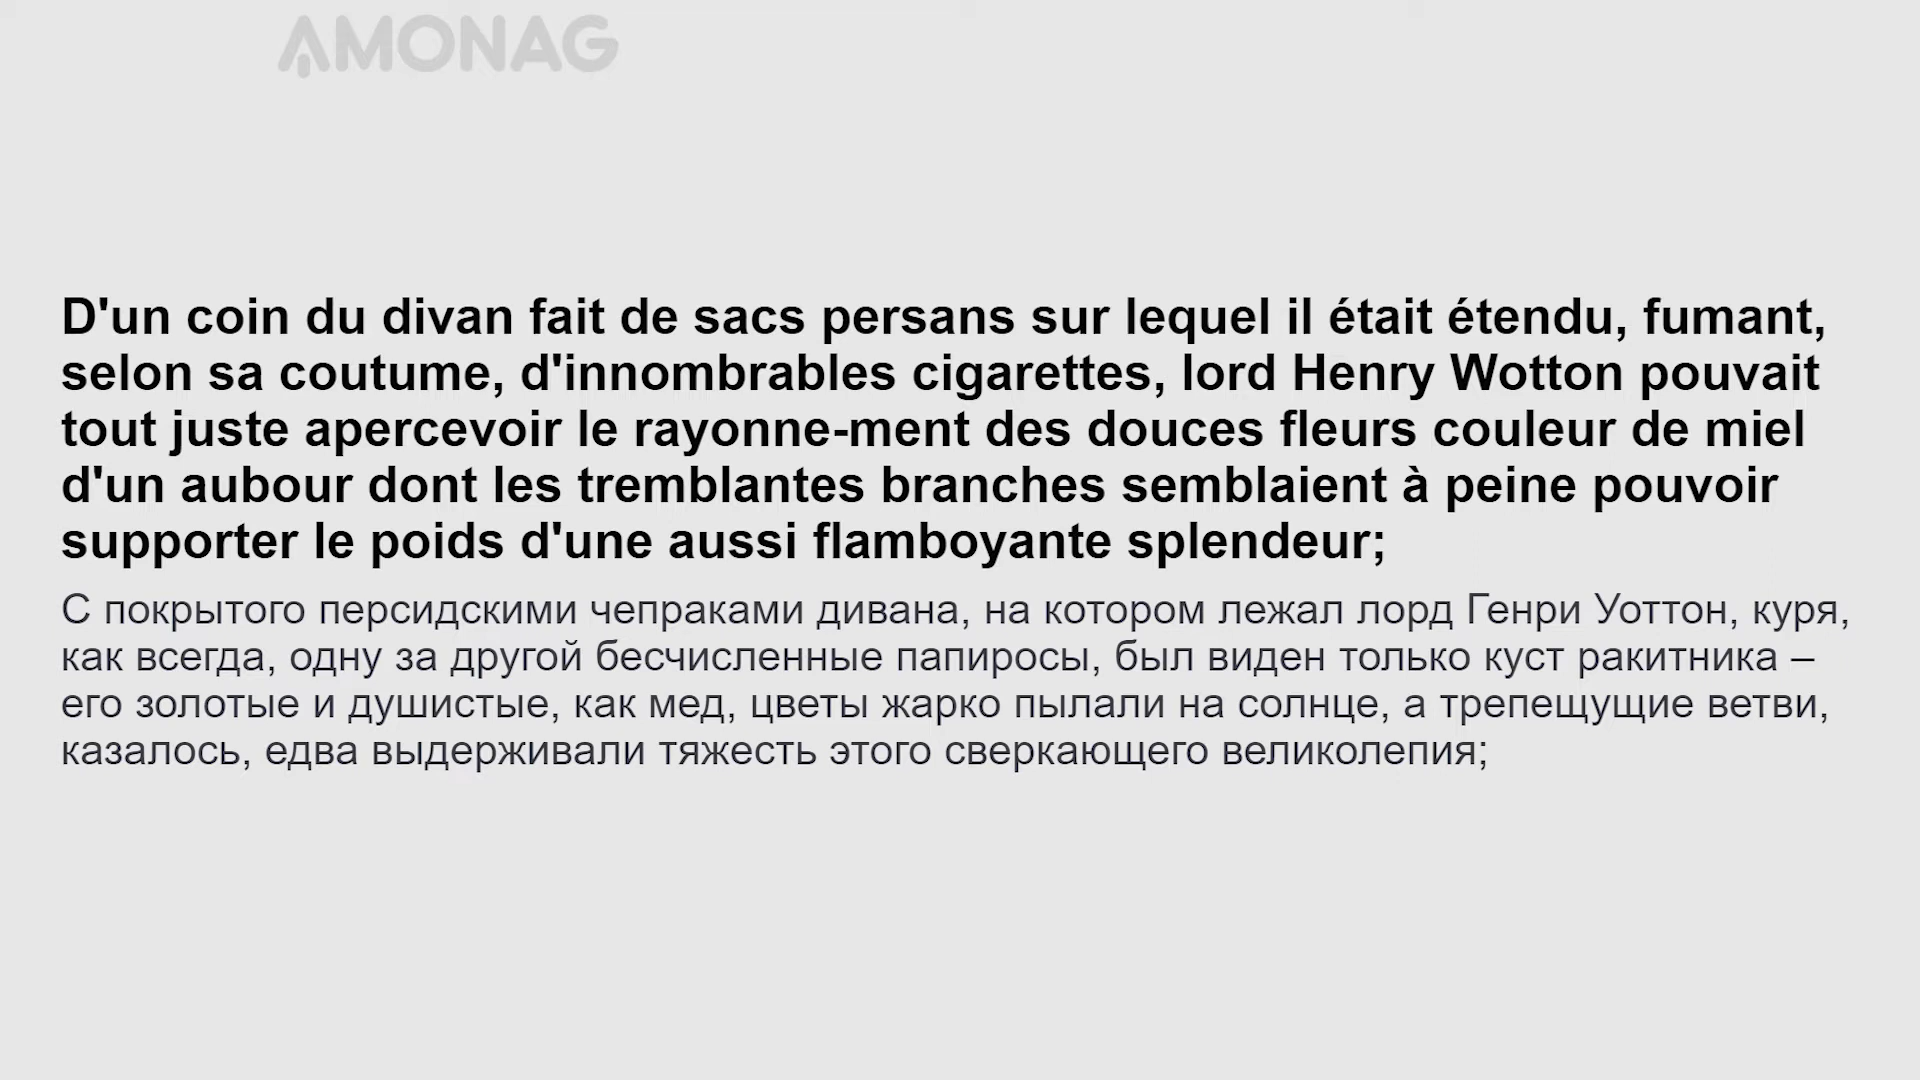 AMONAG
D'un coin du divan fait de sacs persans sur lequel il était étendu, fumant,
selon sa coutume, d'innombrables cigarettes, lord Henry Wotton pouvait
tout juste apercevoir le rayonne-ment des douces fleurs couleur de miel
d'un aubour dont les tremblantes branches semblaient à peine pouvoir
supporter le poids d'une aussi flamboyante splendeur;
С покрытого персидскими чепраками дивана, на котором лежал лорд Генри Уоттон, куря,
как всегда, одну за другой бесчисленные папиросы, был виден только куст ракитника –
его золотые и душистые, как мед, цветы жарко пылали на солнце, а трепещущие ветви,
казалось, едва выдерживали тяжесть этого сверкающего великолепия;